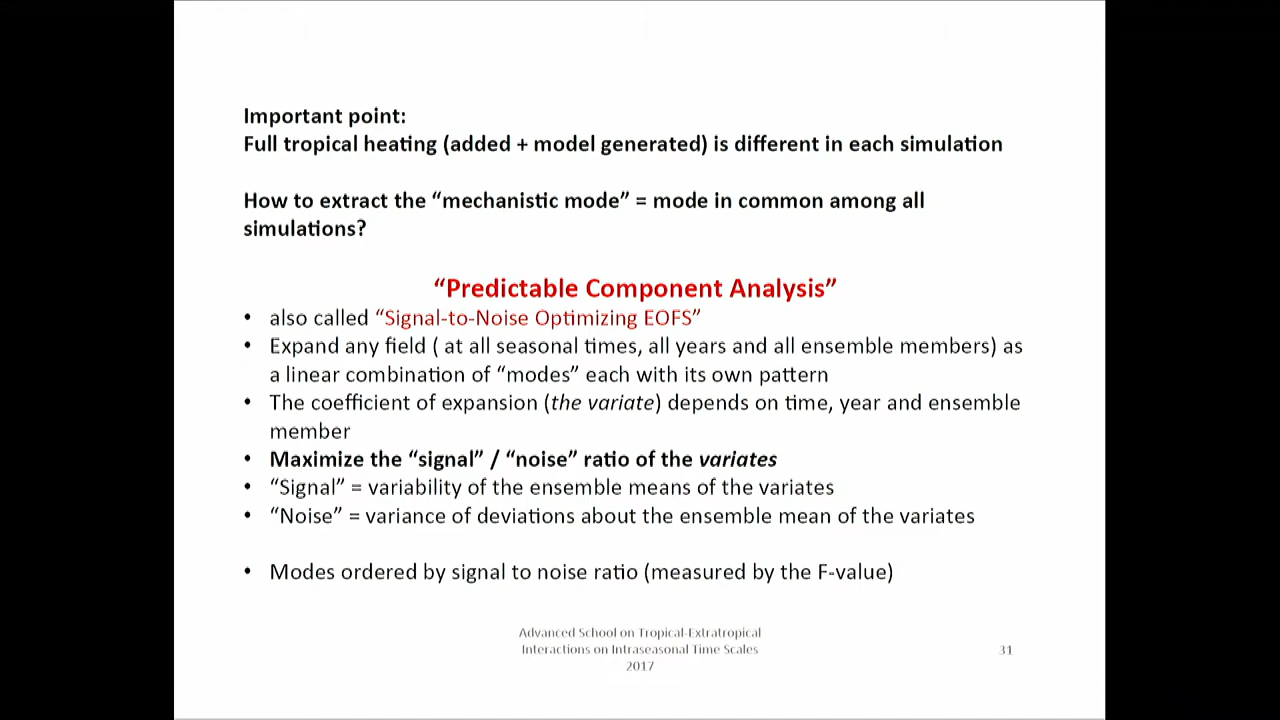 Important point:
Full tropical heating (added + model generated) is different in each simulation
How to extract the “mechanistic mode” = mode in common among all
simulations?
“Predictable Component Analysis”
• also called “Signal-to-Noise Optimizing EOFS”
• Expand any field ( at all seasonal times, all years and all ensemble members) as
a linear combination of “modes” each with its own pattern
• The coefficient of expansion (the variate) depends on time, year and ensemble
member
• Maximize the “signal” / “noise” ratio of the variates
• “Signal” = variability of the ensemble means of the variates
• “Noise” = variance of deviations about the ensemble mean of the variates
• Modes ordered by signal to noise ratio (measured by the F-value)
Advanced School on Tropical-Extratropical
Interactions on Intraseasonal Time Scales
2017
31